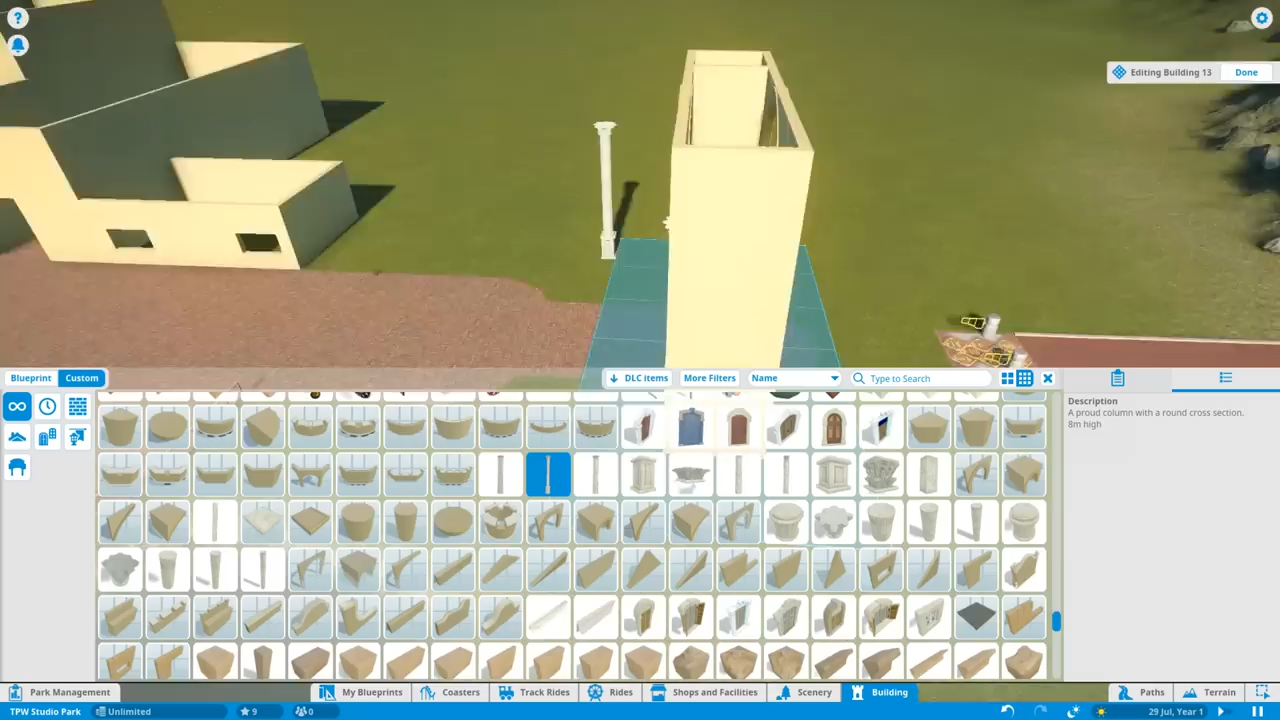 Editing Building 13
Done
Blueprint
Custom
DLC items
More Filters
Name
Type to Search
Description
A proud column with a round cross section.
8m high
Park Management
My Blueprints
Coasters
Track Rides
Rides
Shops and Facilities
Scenery
Building
Paths
Terrain
TPW Studio Park
Unlimited
9
0
29 Jul, Year 1